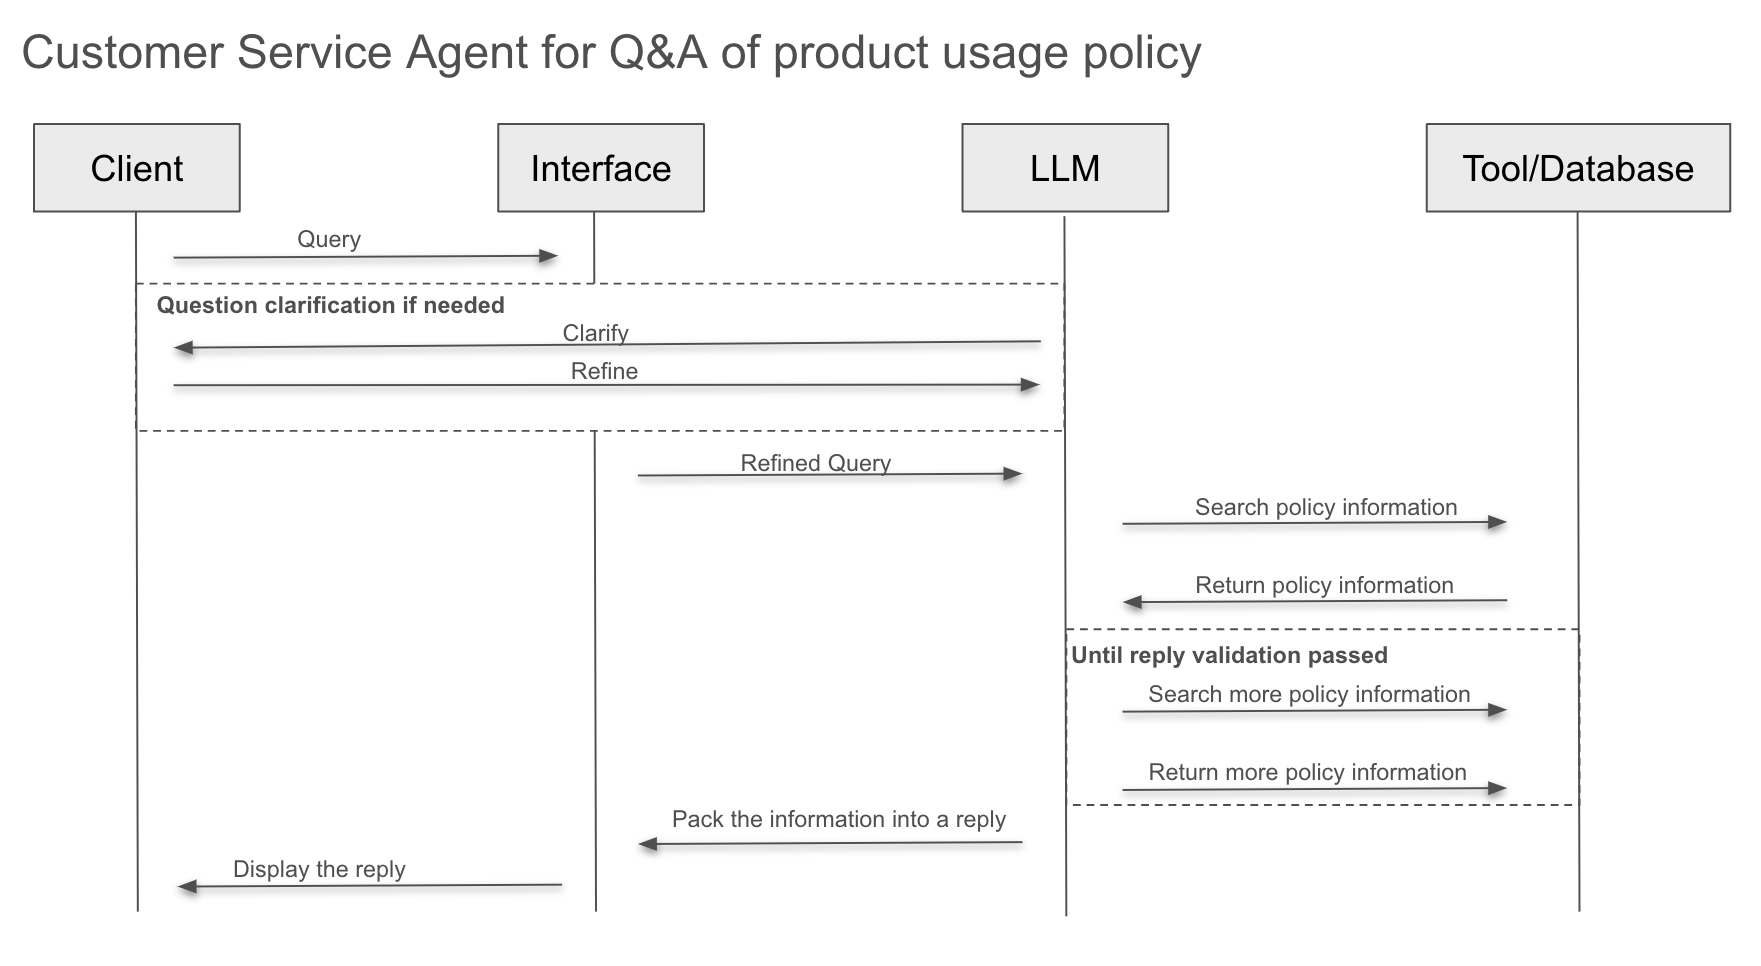 Customer Service Agent for Q&A of product usage policy
Client
Interface
LLM
Tool/Database
Query
Question clarification if needed
Clarify
Refine
Refined Query
Search policy information
Return policy information
Until reply validation passed
Search more policy information
Return more policy information
Pack the information into a reply
Display the reply